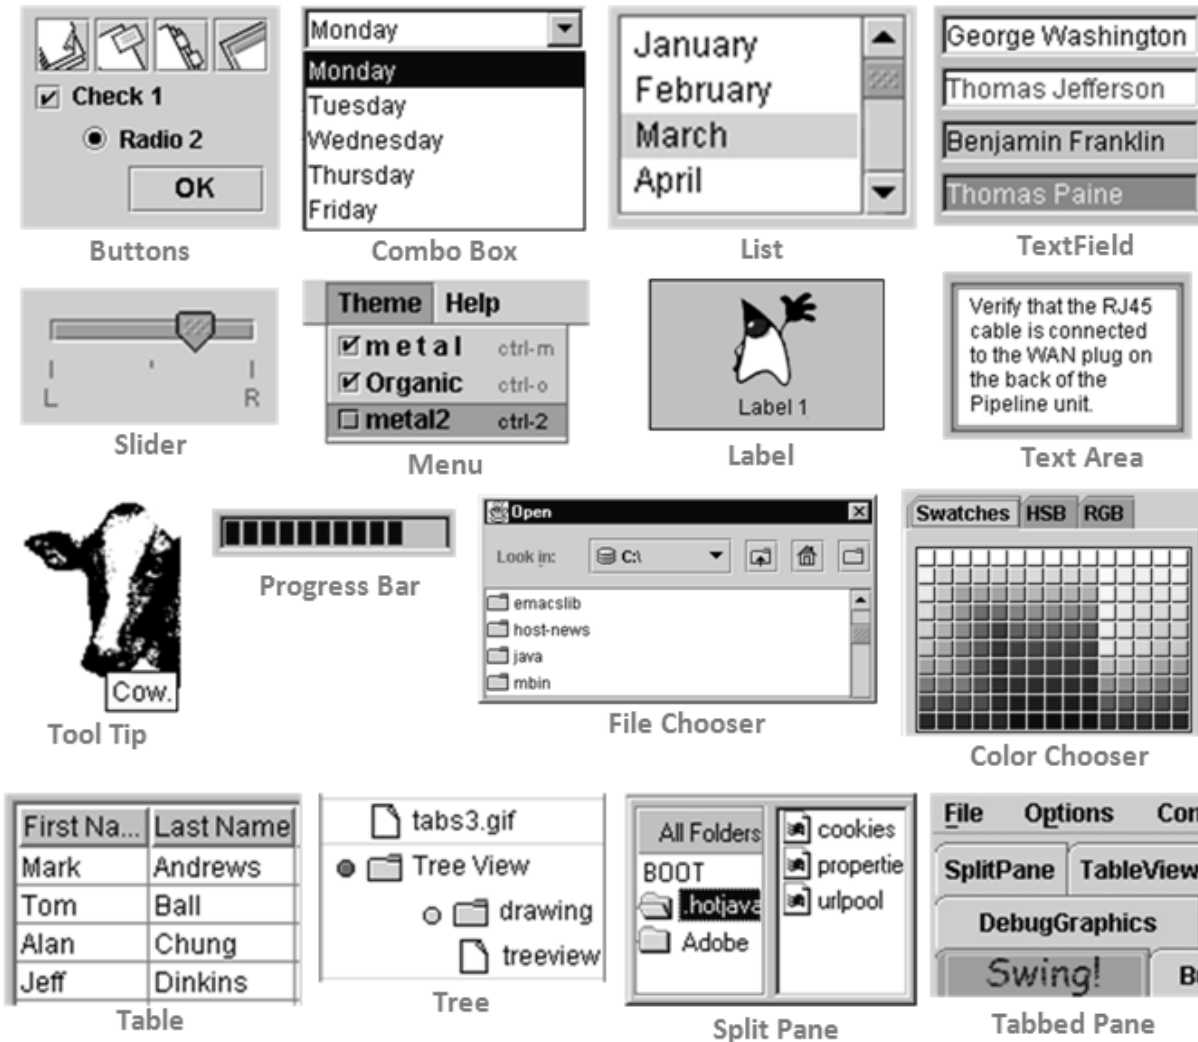 Check 1
Radio 2
OK
Buttons
Monday
Monday
Tuesday
Wednesday
Thursday
Friday
Combo Box
January
February
March
April
List
George Washington
Thomas Jefferson
Benjamin Franklin
Thomas Paine
TextField
L R
Slider
Theme Help
metal ctrl-m
Organic ctrl-o
metal2 ctrl-2
Menu
Label 1
Label
Verify that the RJ45
cable is connected
to the WAN plug on
the back of the
Pipeline unit.
Text Area
Cow.
Tool Tip
Progress Bar
Open
Look in: C:\
emacslib
host-news
java
mbin
File Chooser
Swatches HSB RGB
Color Chooser
First Na... Last Name
Mark Andrews
Tom Ball
Alan Chung
Jeff Dinkins
Table
tabs3.gif
Tree View
drawing
treeview
Tree
All Folders
BOOT
.hotjava
Adobe
cookies
propertie
urlpool
Split Pane
File Options Con
SplitPane TableView
DebugGraphics
Swing! B
Tabbed Pane